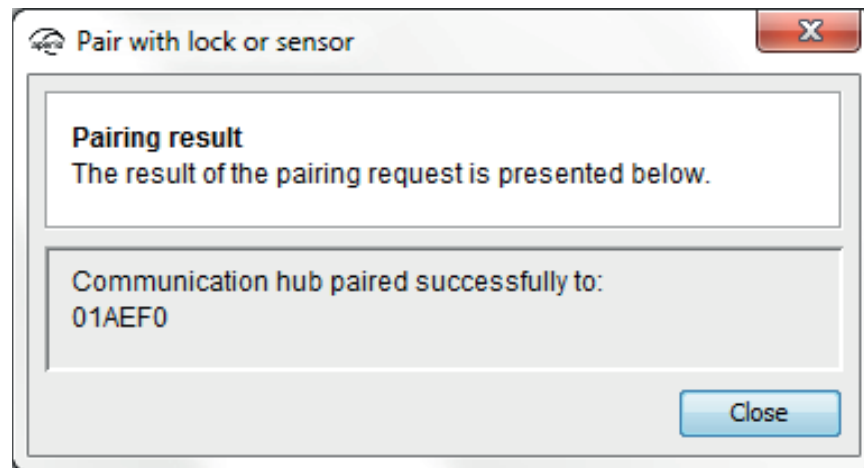 Pair with lock or sensor
Pairing result
The result of the pairing request is presented below.
Communication hub paired successfully to:
01AEF0
Close